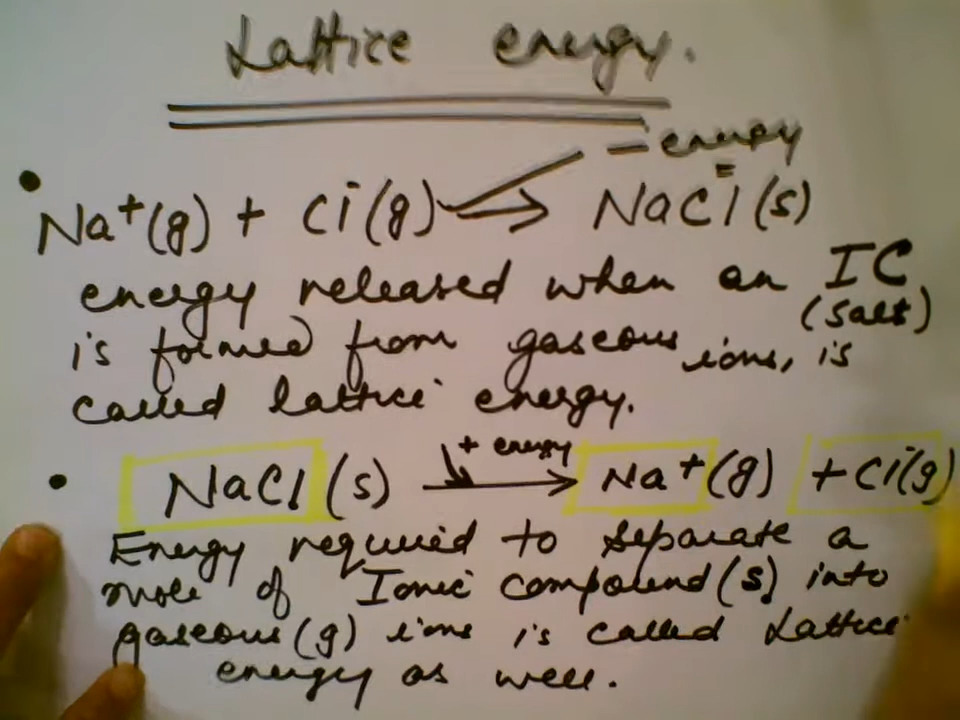 Lattice energy.
– energy
• Na⁺(g) + Cl⁻(g) → NaCl(s)
energy released when an IC
(salt)
is formed from gaseous ions, is
called lattice energy.
+ energy
• NaCl(s) → Na⁺(g) + Cl⁻(g)
Energy required to separate a
mole of Ionic compound(s) into
gaseous(g) ions is called Lattice
energy as well.